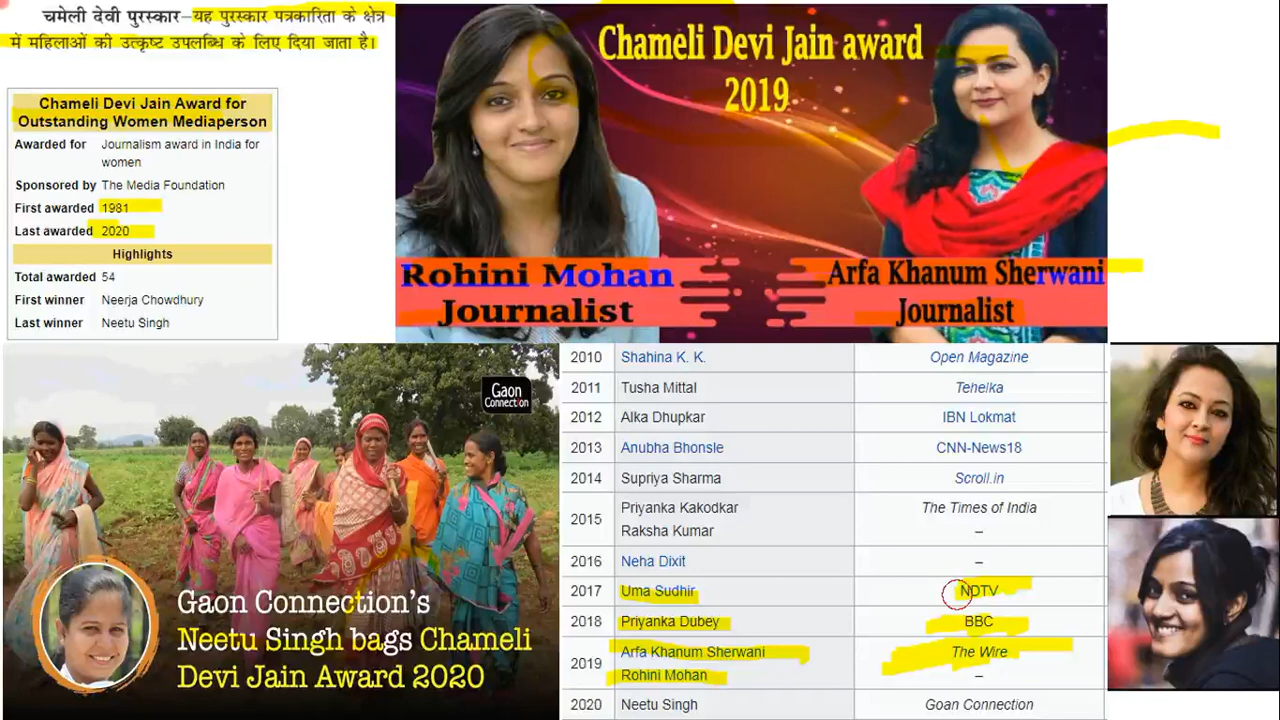 चमेली देवी पुरस्कार–यह पुरस्कार पत्रकारिता के क्षेत्र
में महिलाओं की उत्कृष्ट उपलब्धि के लिए दिया जाता है।
Chameli Devi Jain Award for
Outstanding Women Mediaperson
Awarded for Journalism award in India for
women
Sponsored by The Media Foundation
First awarded 1981
Last awarded 2020
Highlights
Total awarded 54
First winner Neerja Chowdhury
Last winner Neetu Singh
Chameli Devi Jain award
2019
Rohini Mohan
Journalist
Arfa Khanum Sherwani
Journalist
Gaon
Connection
Gaon Connection's
Neetu Singh bags Chameli
Devi Jain Award 2020
2010 Shahina K. K. Open Magazine
2011 Tusha Mittal Tehelka
2012 Alka Dhupkar IBN Lokmat
2013 Anubha Bhonsle CNN-News18
2014 Supriya Sharma Scroll.in
2015 Priyanka Kakodkar The Times of India
Raksha Kumar –
2016 Neha Dixit –
2017 Uma Sudhir NDTV
2018 Priyanka Dubey BBC
2019 Arfa Khanum Sherwani The Wire
Rohini Mohan –
2020 Neetu Singh Goan Connection